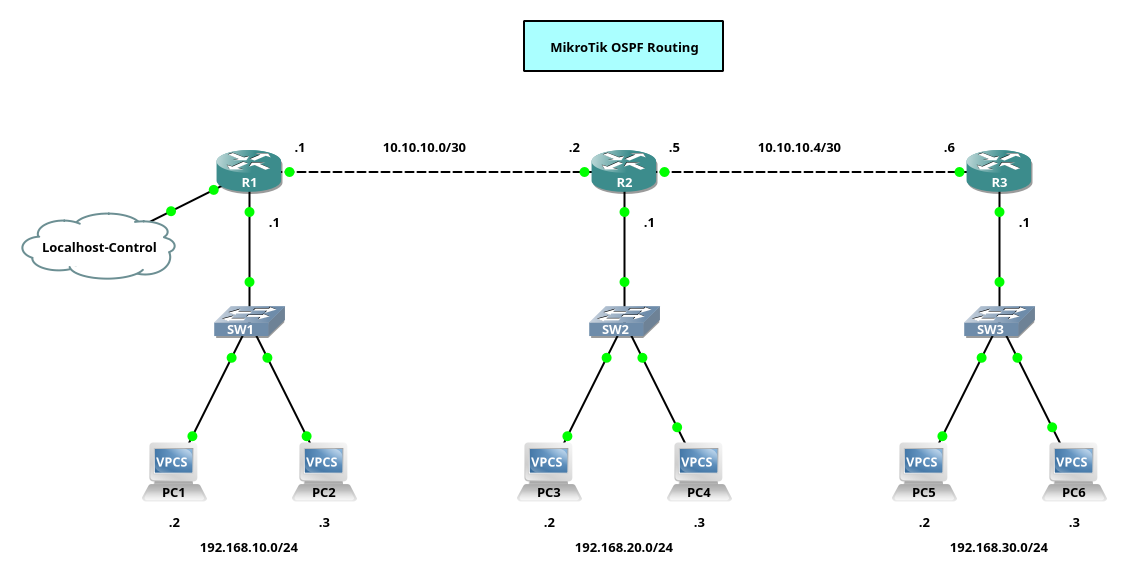 MikroTik OSPF Routing
.1 10.10.10.0/30 .2 .5 10.10.10.4/30 .6
R1 R2 R3
.1 .1 .1
Localhost-Control
SW1 SW2 SW3
VPCS VPCS VPCS VPCS VPCS VPCS
PC1 PC2 PC3 PC4 PC5 PC6
.2 .3 .2 .3 .2 .3
192.168.10.0/24 192.168.20.0/24 192.168.30.0/24